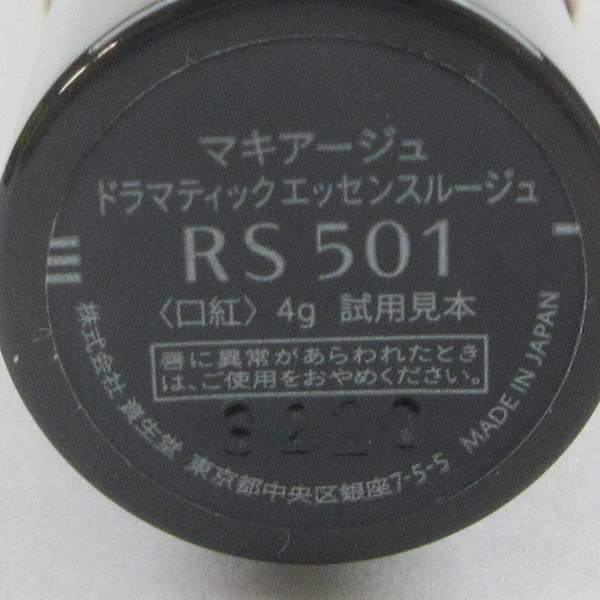 マキアージュ
ドラマティックエッセンスルージュ
RS 501
〈口紅〉 4g 試用見本
唇に異常があらわれたとき
は、ご使用をおやめください。
株式会社 資生堂 東京都中央区銀座7-5-5 MADE IN JAPAN